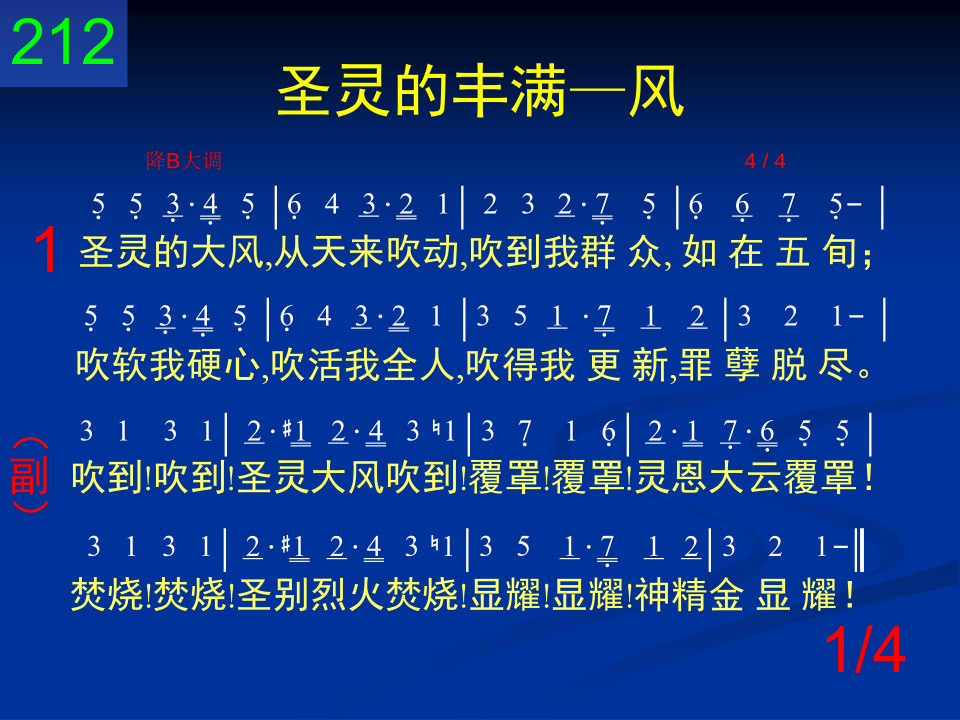 212
圣灵的丰满—风
降B大调 4 / 4
5̣ 5̣ 3̣ · 4̣ 5̣ | 6̣ 4 3 · 2 1 | 2 3 2 · 7̣ 5̣ | 6̣ 6̣ 7̣ 5̣ － |
1 圣灵的大风,从天来吹动,吹到我群 众, 如 在 五 旬；
5̣ 5̣ 3̣ · 4̣ 5̣ | 6̣ 4 3 · 2 1 | 3 5 1 · 7̣ 1 2 | 3 2 1 － |
吹软我硬心,吹活我全人,吹得我 更 新,罪 孽 脱 尽。
3 1 3 1 | 2 · #1 2 · 4 3 ♮1 | 3 7̣ 1 6̣ | 2 · 1 7̣ · 6̣ 5̣ 5̣ |
（副） 吹到!吹到!圣灵大风吹到!覆罩!覆罩!灵恩大云覆罩！
3 1 3 1 | 2 · #1 2 · 4 3 ♮1 | 3 5 1 · 7̣ 1 2 | 3 2 1 － ‖
焚烧!焚烧!圣别烈火焚烧!显耀!显耀!神精金 显 耀！
1/4